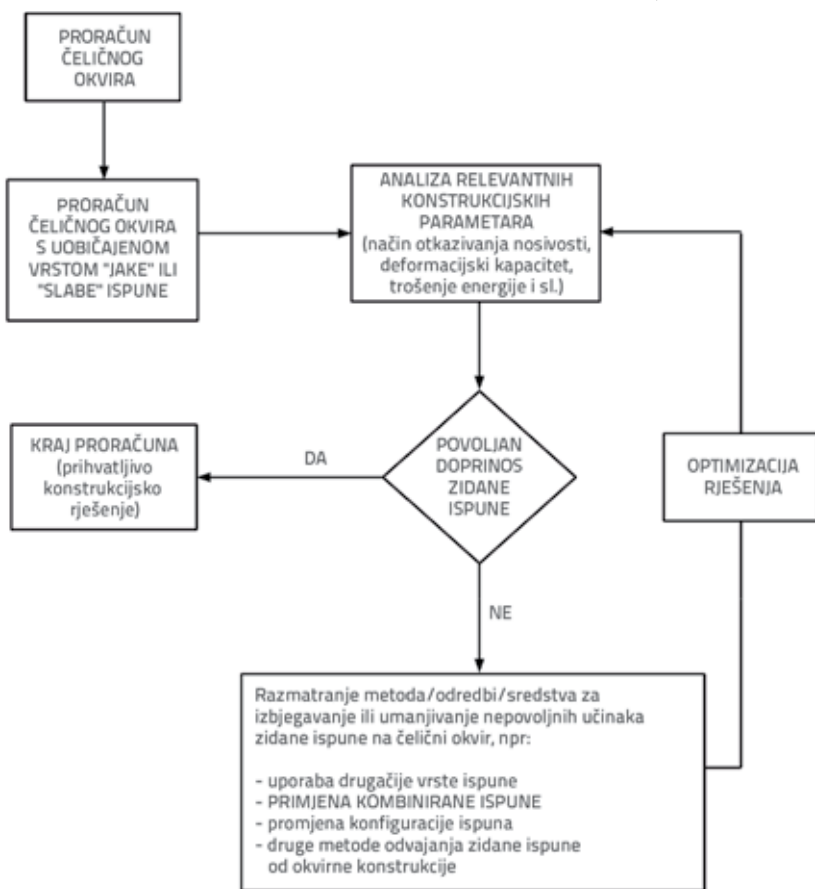 PRORAČUN
ČELIČNOG
OKVIRA
PRORAČUN
ČELIČNOG OKVIRA
S UOBIČAJENOM
VRSTOM "JAKE" ILI
"SLABE" ISPUNE
ANALIZA RELEVANTNIH
KONSTRUKCIJSKIH
PARAMETARA
(način otkazivanja nosivosti,
deformacijski kapacitet,
trošenje energije i sl.)
POVOLJAN
DOPRINOS
ZIDANE
ISPUNE
DA
KRAJ PRORAČUNA
(prihvatljivo
konstrukcijsko
rješenje)
NE
Razmatranje metoda/odredbi/sredstva za
izbjegavanje ili umanjivanje nepovoljnih učinaka
zidane ispune na čelični okvir, npr:
- uporaba drugačije vrste ispune
- PRIMJENA KOMBINIRANE ISPUNE
- promjena konfiguracije ispuna
- druge metode odvajanja zidane ispune
od okvirne konstrukcije
OPTIMIZACIJA
RJEŠENJA